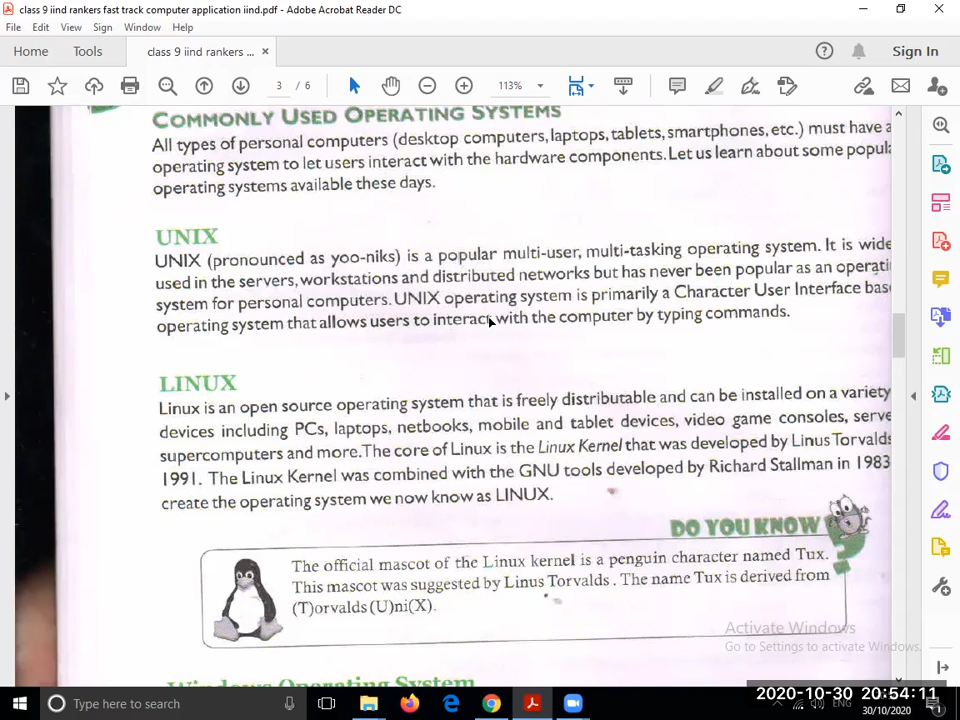 class 9 iind rankers fast track computer application iind.pdf - Adobe Acrobat Reader DC
File Edit View Sign Window Help
Home Tools class 9 iind rankers ... × Sign In
3 / 6 113%
COMMONLY USED OPERATING SYSTEMS
All types of personal computers (desktop computers, laptops, tablets, smartphones, etc.) must have a
operating system to let users interact with the hardware components. Let us learn about some popula
operating systems available these days.
UNIX
UNIX (pronounced as yoo-niks) is a popular multi-user, multi-tasking operating system. It is wide
used in the servers, workstations and distributed networks but has never been popular as an operati
system for personal computers. UNIX operating system is primarily a Character User Interface bas
operating system that allows users to interact with the computer by typing commands.
LINUX
Linux is an open source operating system that is freely distributable and can be installed on a variety
devices including PCs, laptops, netbooks, mobile and tablet devices, video game consoles, serve
supercomputers and more. The core of Linux is the Linux Kernel that was developed by Linus Torvalds
1991. The Linux Kernel was combined with the GNU tools developed by Richard Stallman in 1983
create the operating system we now know as LINUX.
DO YOU KNOW
The official mascot of the Linux kernel is a penguin character named Tux.
This mascot was suggested by Linus Torvalds . The name Tux is derived from
(T)orvalds (U)ni(X).
Activate Windows
Go to Settings to activate Windows.
Windows Operating System
Type here to search
2020-10-30 20:54:11
ENG
30/10/2020